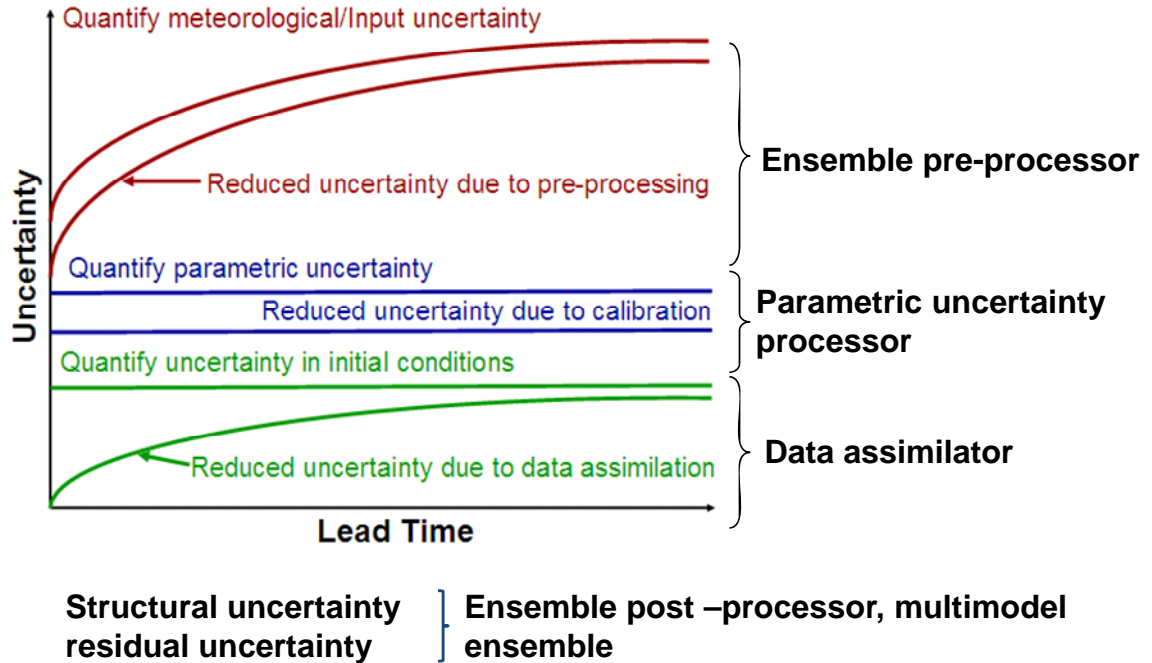 Quantify meteorological/Input uncertainty
Ensemble pre-processor
Reduced uncertainty due to pre-processing
Uncertainty
Quantify parametric uncertainty
Reduced uncertainty due to calibration
Parametric uncertainty
processor
Quantify uncertainty in initial conditions
Data assimilator
Reduced uncertainty due to data assimilation
Lead Time
Structural uncertainty
residual uncertainty
Ensemble post –processor, multimodel
ensemble